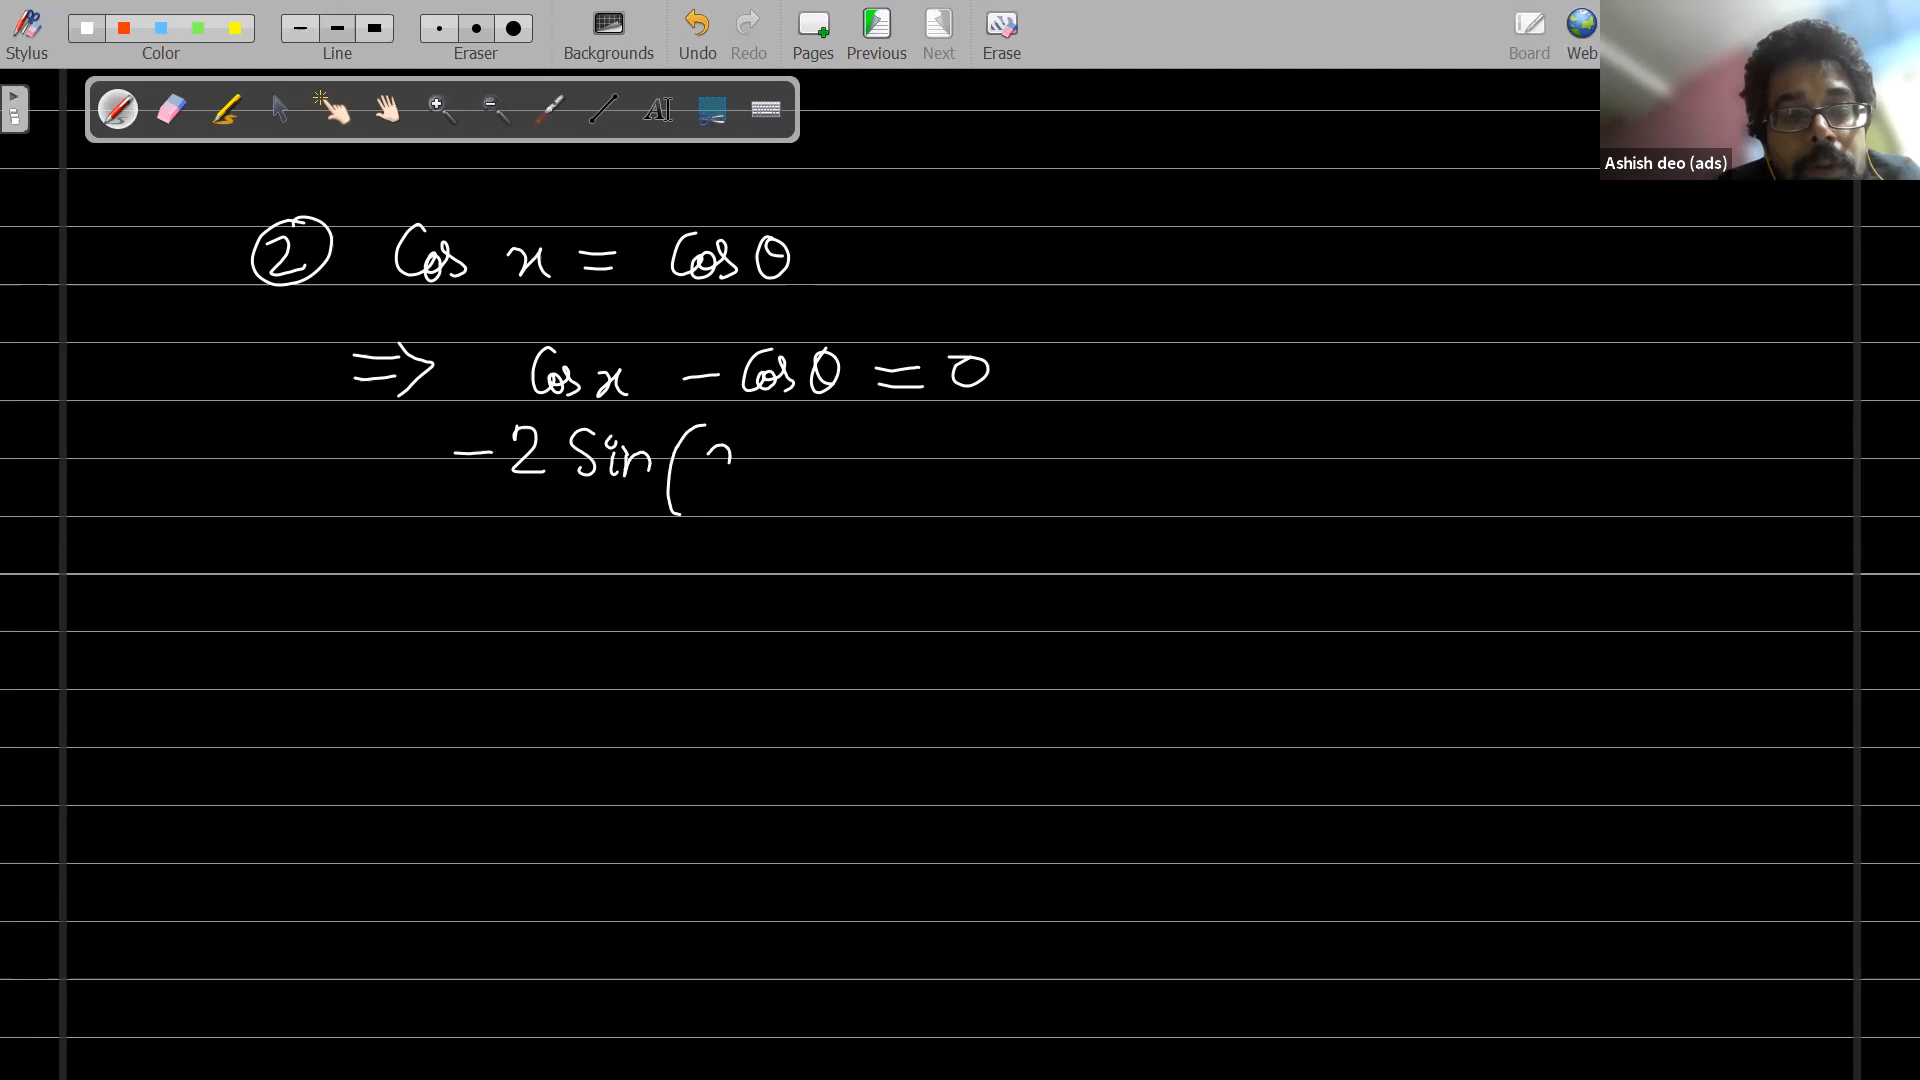 Stylus Color Line Eraser Backgrounds Undo Redo Pages Previous Next Erase Board Web
AI
Ashish deo (ads)
② Cos x = Cos θ
⇒ Cos x - Cos θ = 0
- 2 Sin (